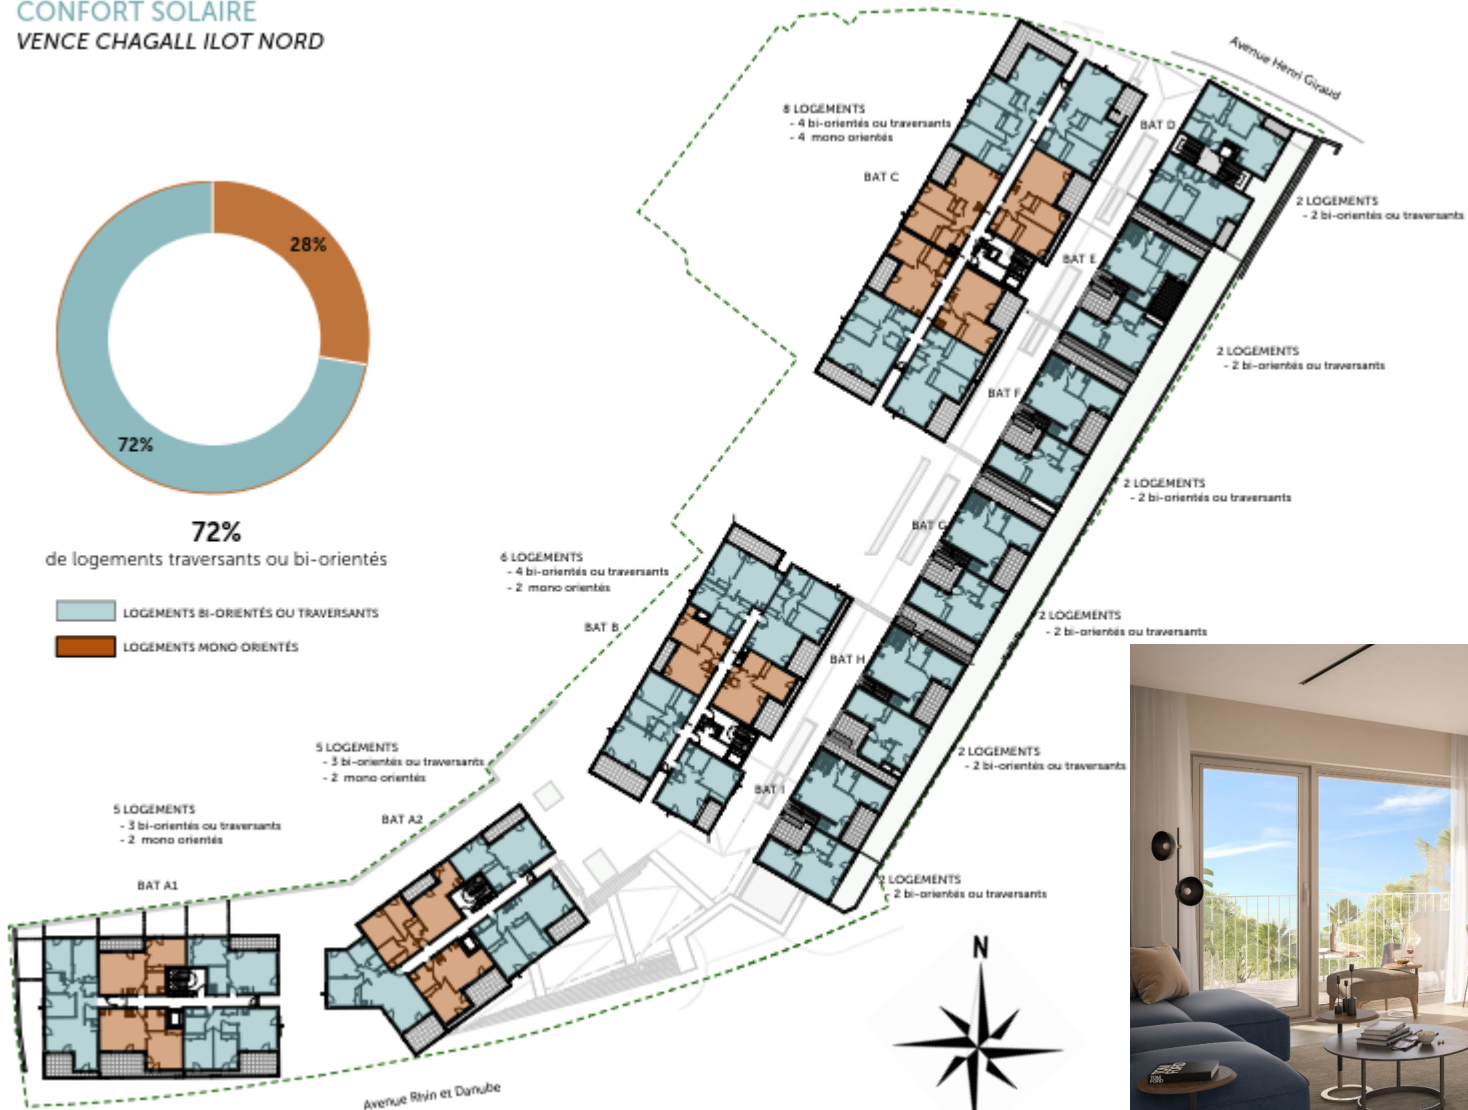 CONFORT SOLAIRE
VENCE CHAGALL ILOT NORD
28%
72%
72%
de logements traversants ou bi-orientés
LOGEMENTS BI-ORIENTÉS OU TRAVERSANTS
LOGEMENTS MONO ORIENTÉS
Avenue Henri Giraud
8 LOGEMENTS
- 4 bi-orientés ou traversants
- 4 mono orientés
BAT C
BAT D
2 LOGEMENTS
- 2 bi-orientés ou traversants
BAT E
2 LOGEMENTS
- 2 bi-orientés ou traversants
BAT F
2 LOGEMENTS
- 2 bi-orientés ou traversants
BAT G
2 LOGEMENTS
- 2 bi-orientés ou traversants
6 LOGEMENTS
- 4 bi-orientés ou traversants
- 2 mono orientés
BAT B
BAT H
2 LOGEMENTS
- 2 bi-orientés ou traversants
BAT I
2 LOGEMENTS
- 2 bi-orientés ou traversants
5 LOGEMENTS
- 3 bi-orientés ou traversants
- 2 mono orientés
BAT A2
5 LOGEMENTS
- 3 bi-orientés ou traversants
- 2 mono orientés
BAT A1
N
Avenue Rhin et Danube
TOM FORD